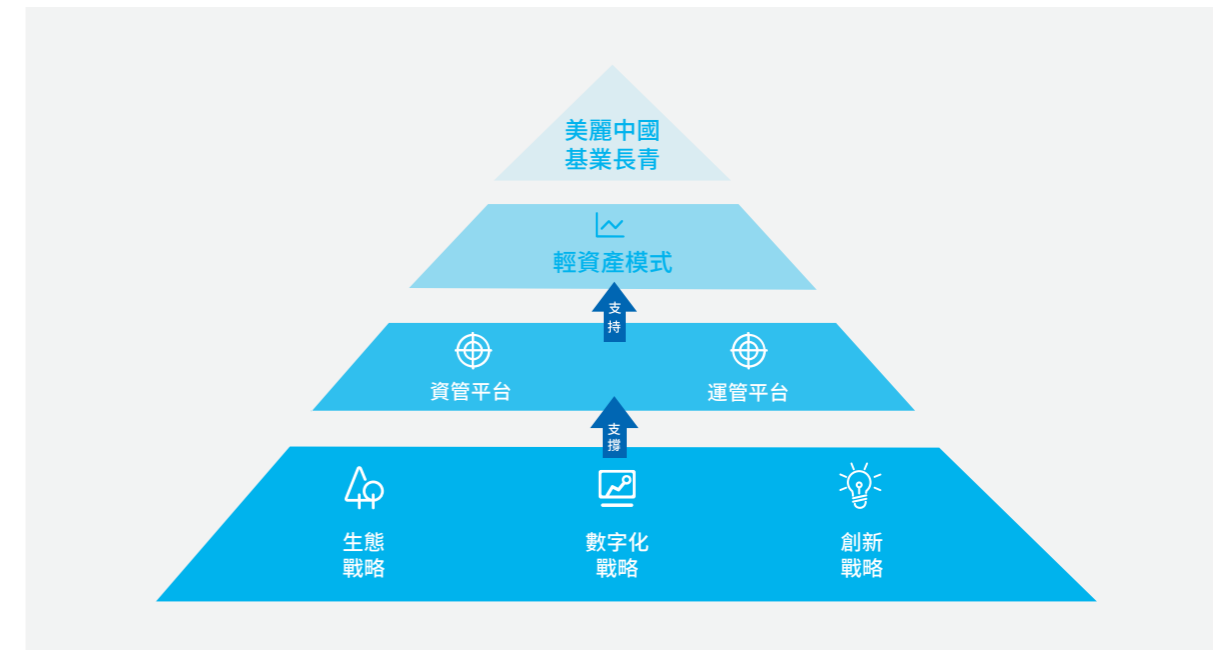 美麗中國
基業長青
輕資產模式
支
持
資管平台
運管平台
支
撐
生態
戰略
數字化
戰略
創新
戰略